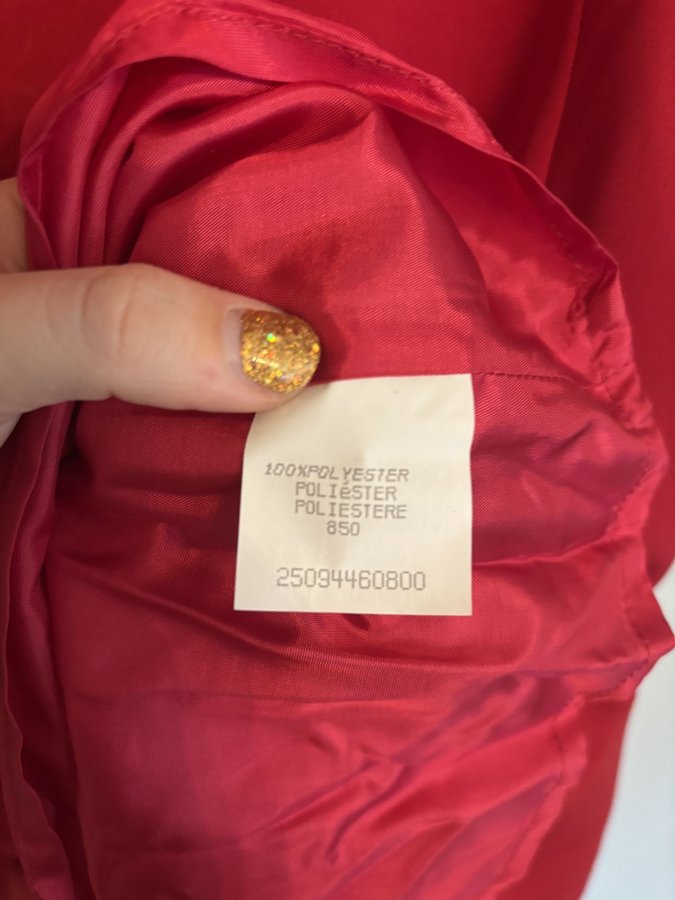 100%POLYESTER
POLIéSTER
POLIESTERE
850
25094460800